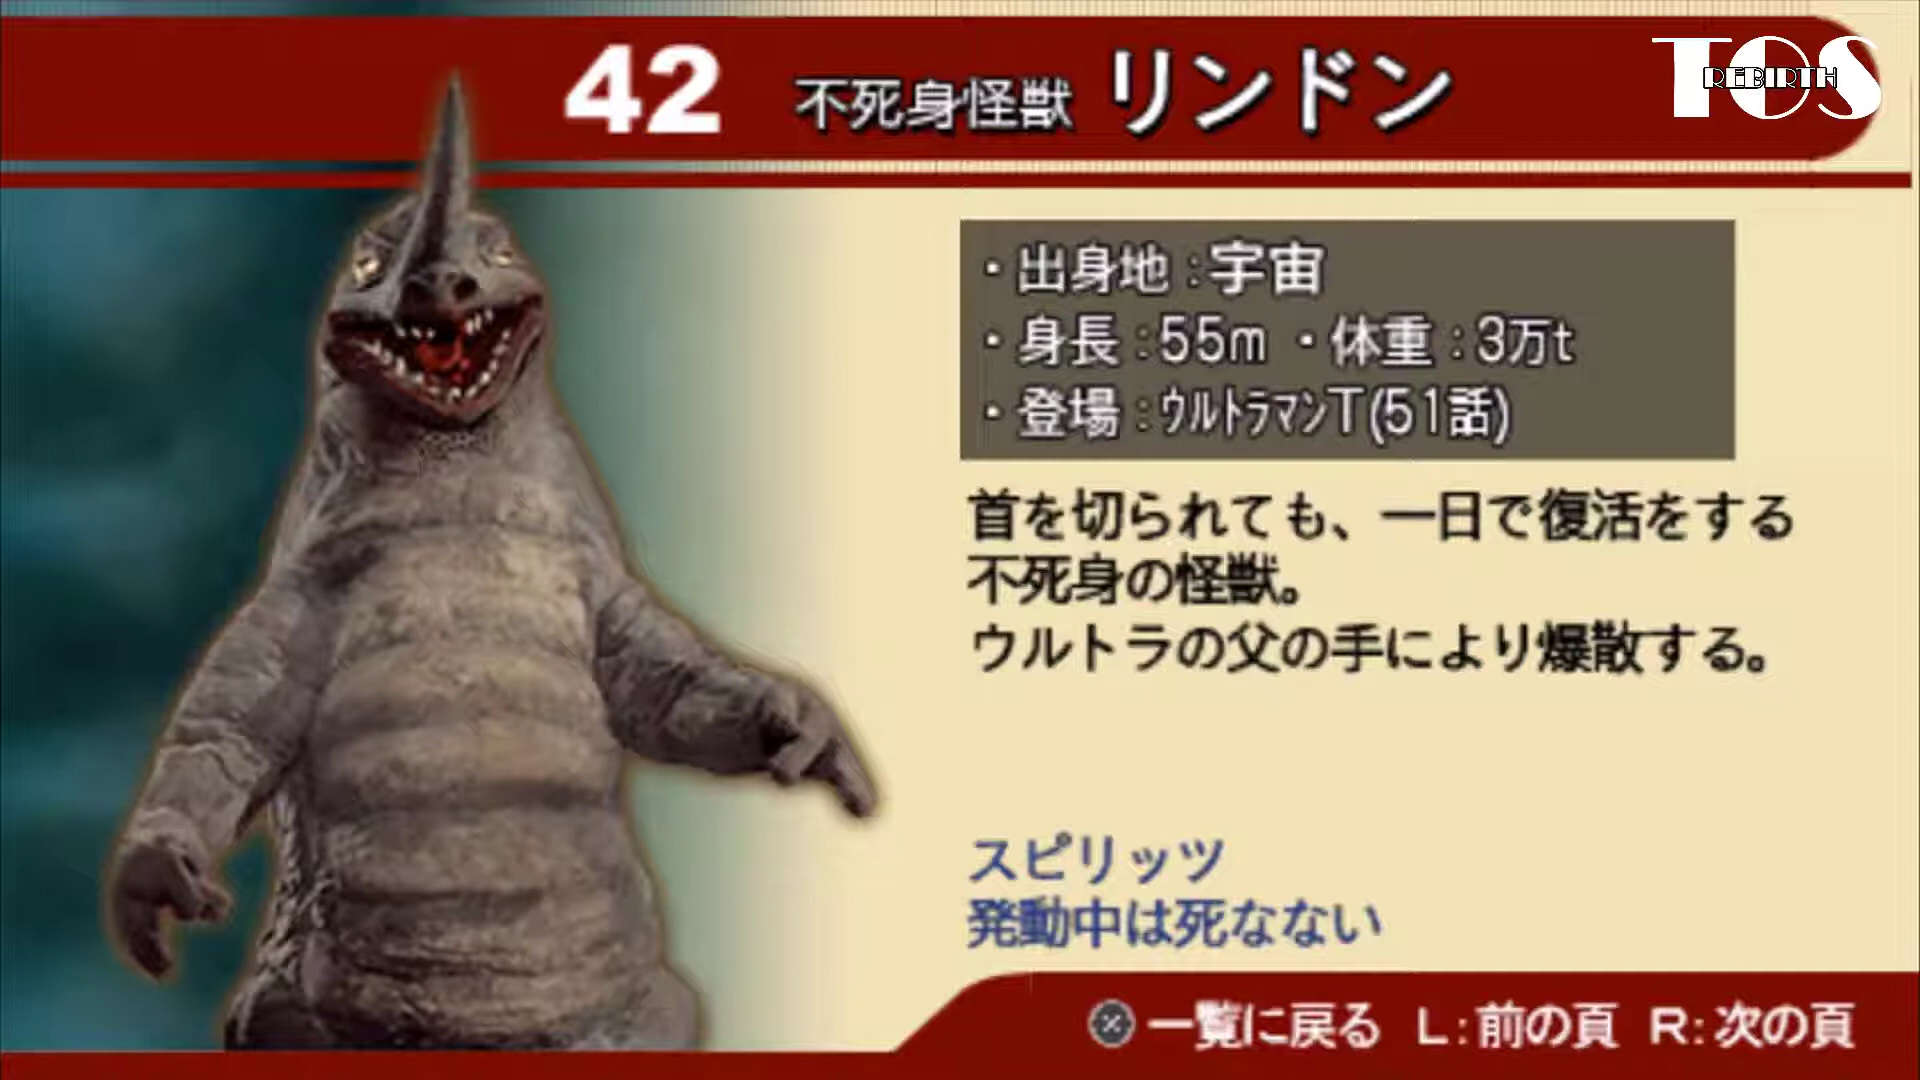 42 不死身怪獣 リンドン
TOS
REBIRTH
・出身地：宇宙
・身長：55m ・体重：3万t
・登場：ｳﾙﾄﾗﾏﾝT(51話)
首を切られても、一日で復活をする
不死身の怪獣。
ウルトラの父の手により爆散する。
スピリッツ
発動中は死なない
一覧に戻る L:前の頁 R:次の頁